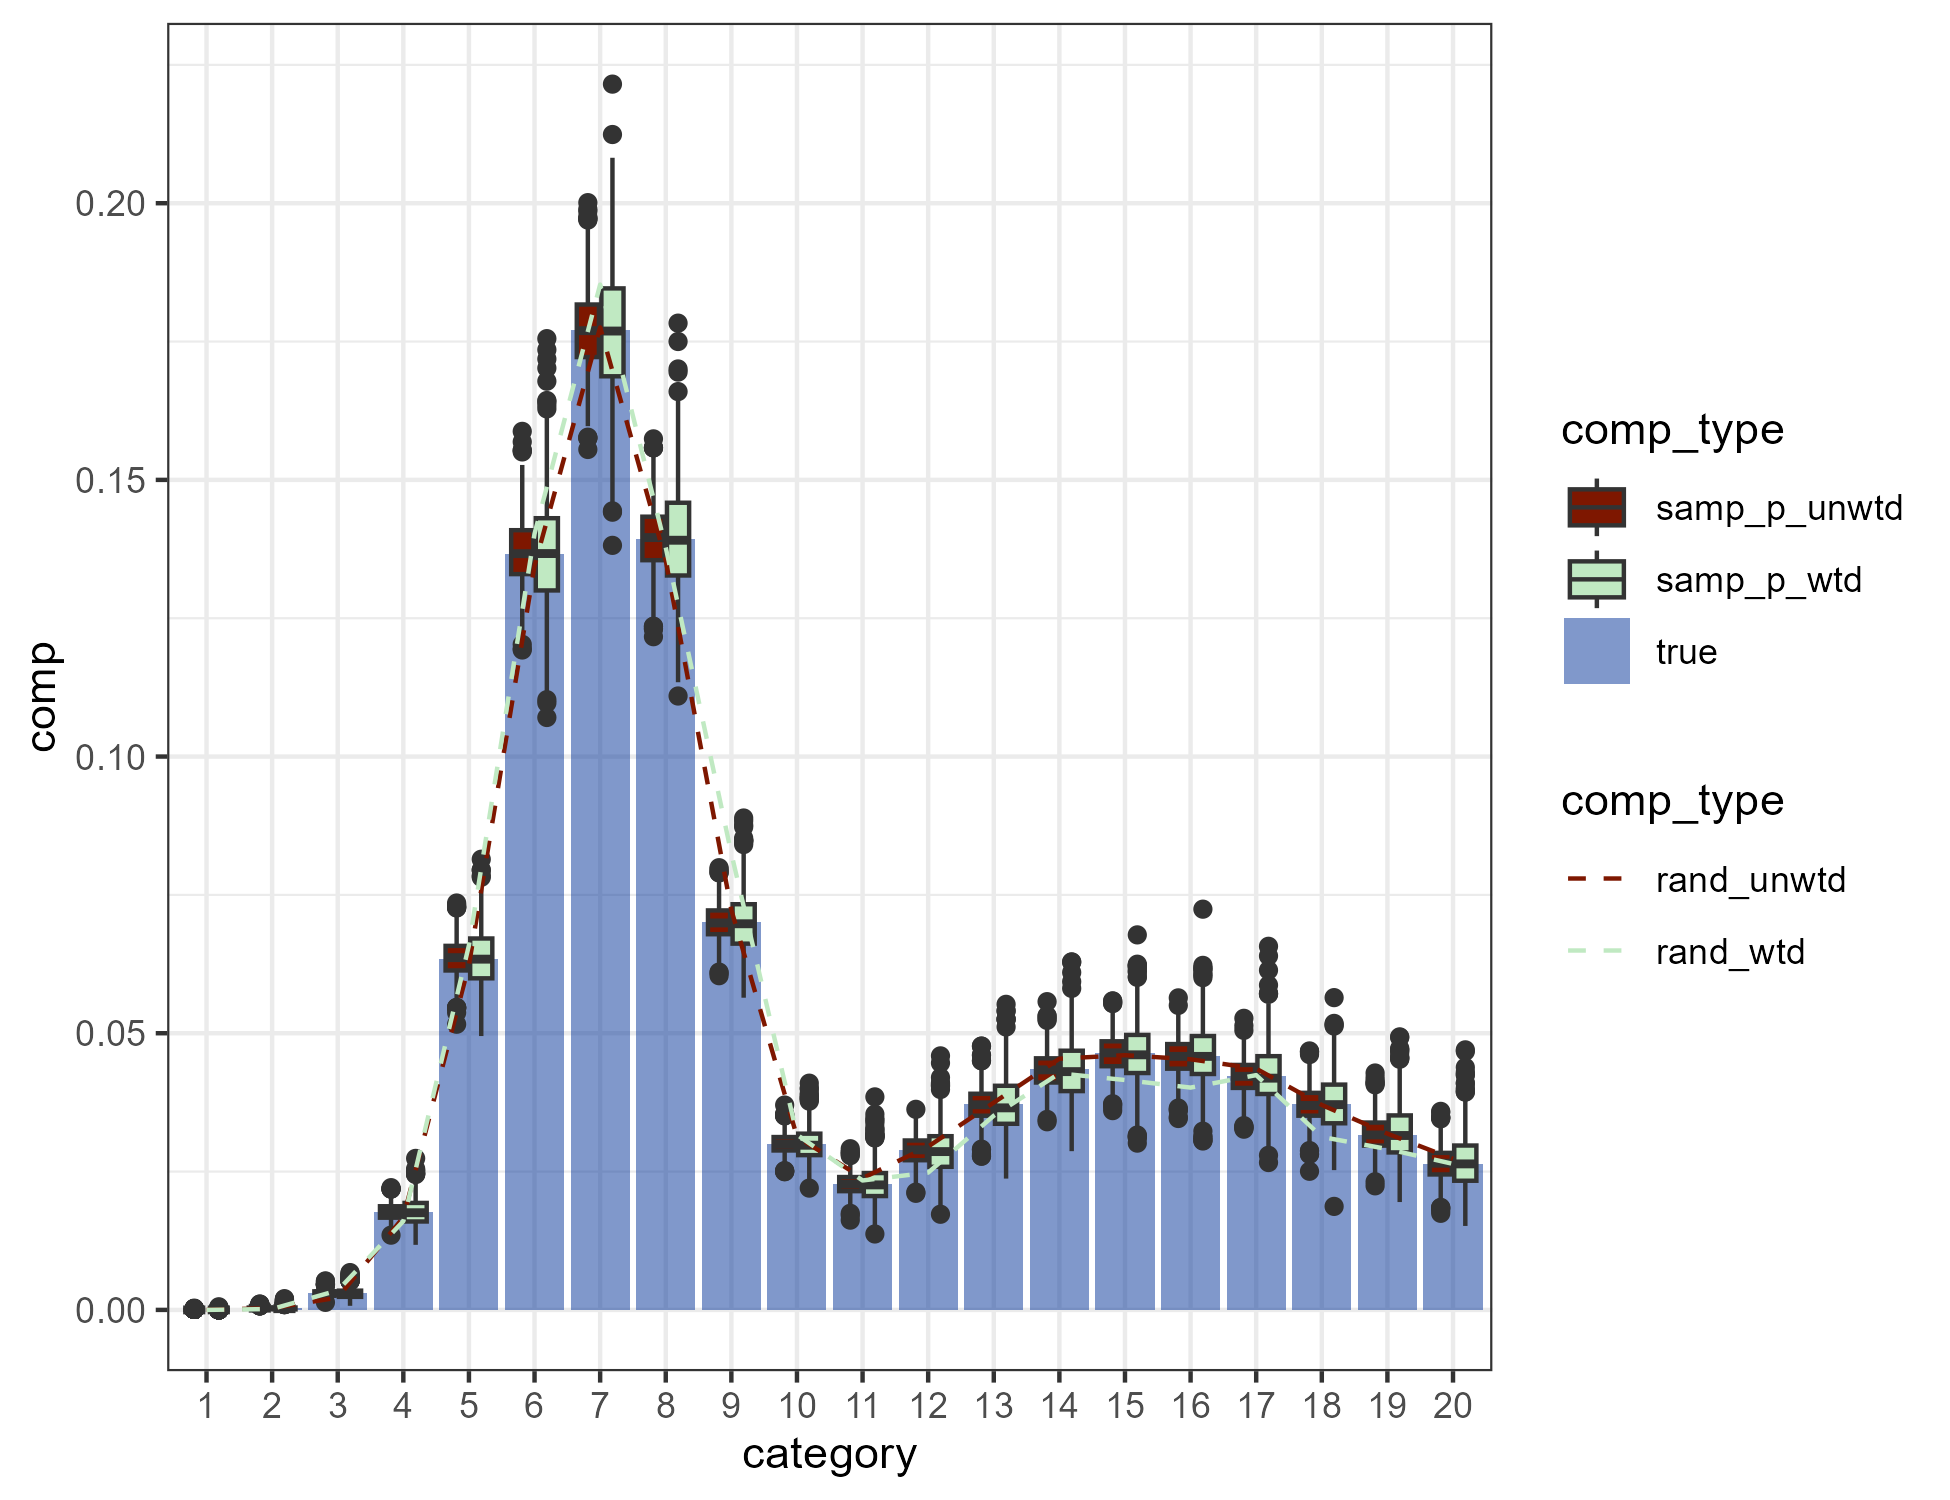 0.20
0.15
0.10
0.05
0.00
comp
1 2 3 4 5 6 7 8 9 10 11 12 13 14 15 16 17 18 19 20
category
comp_type
samp_p_unwtd
samp_p_wtd
true
comp_type
rand_unwtd
rand_wtd